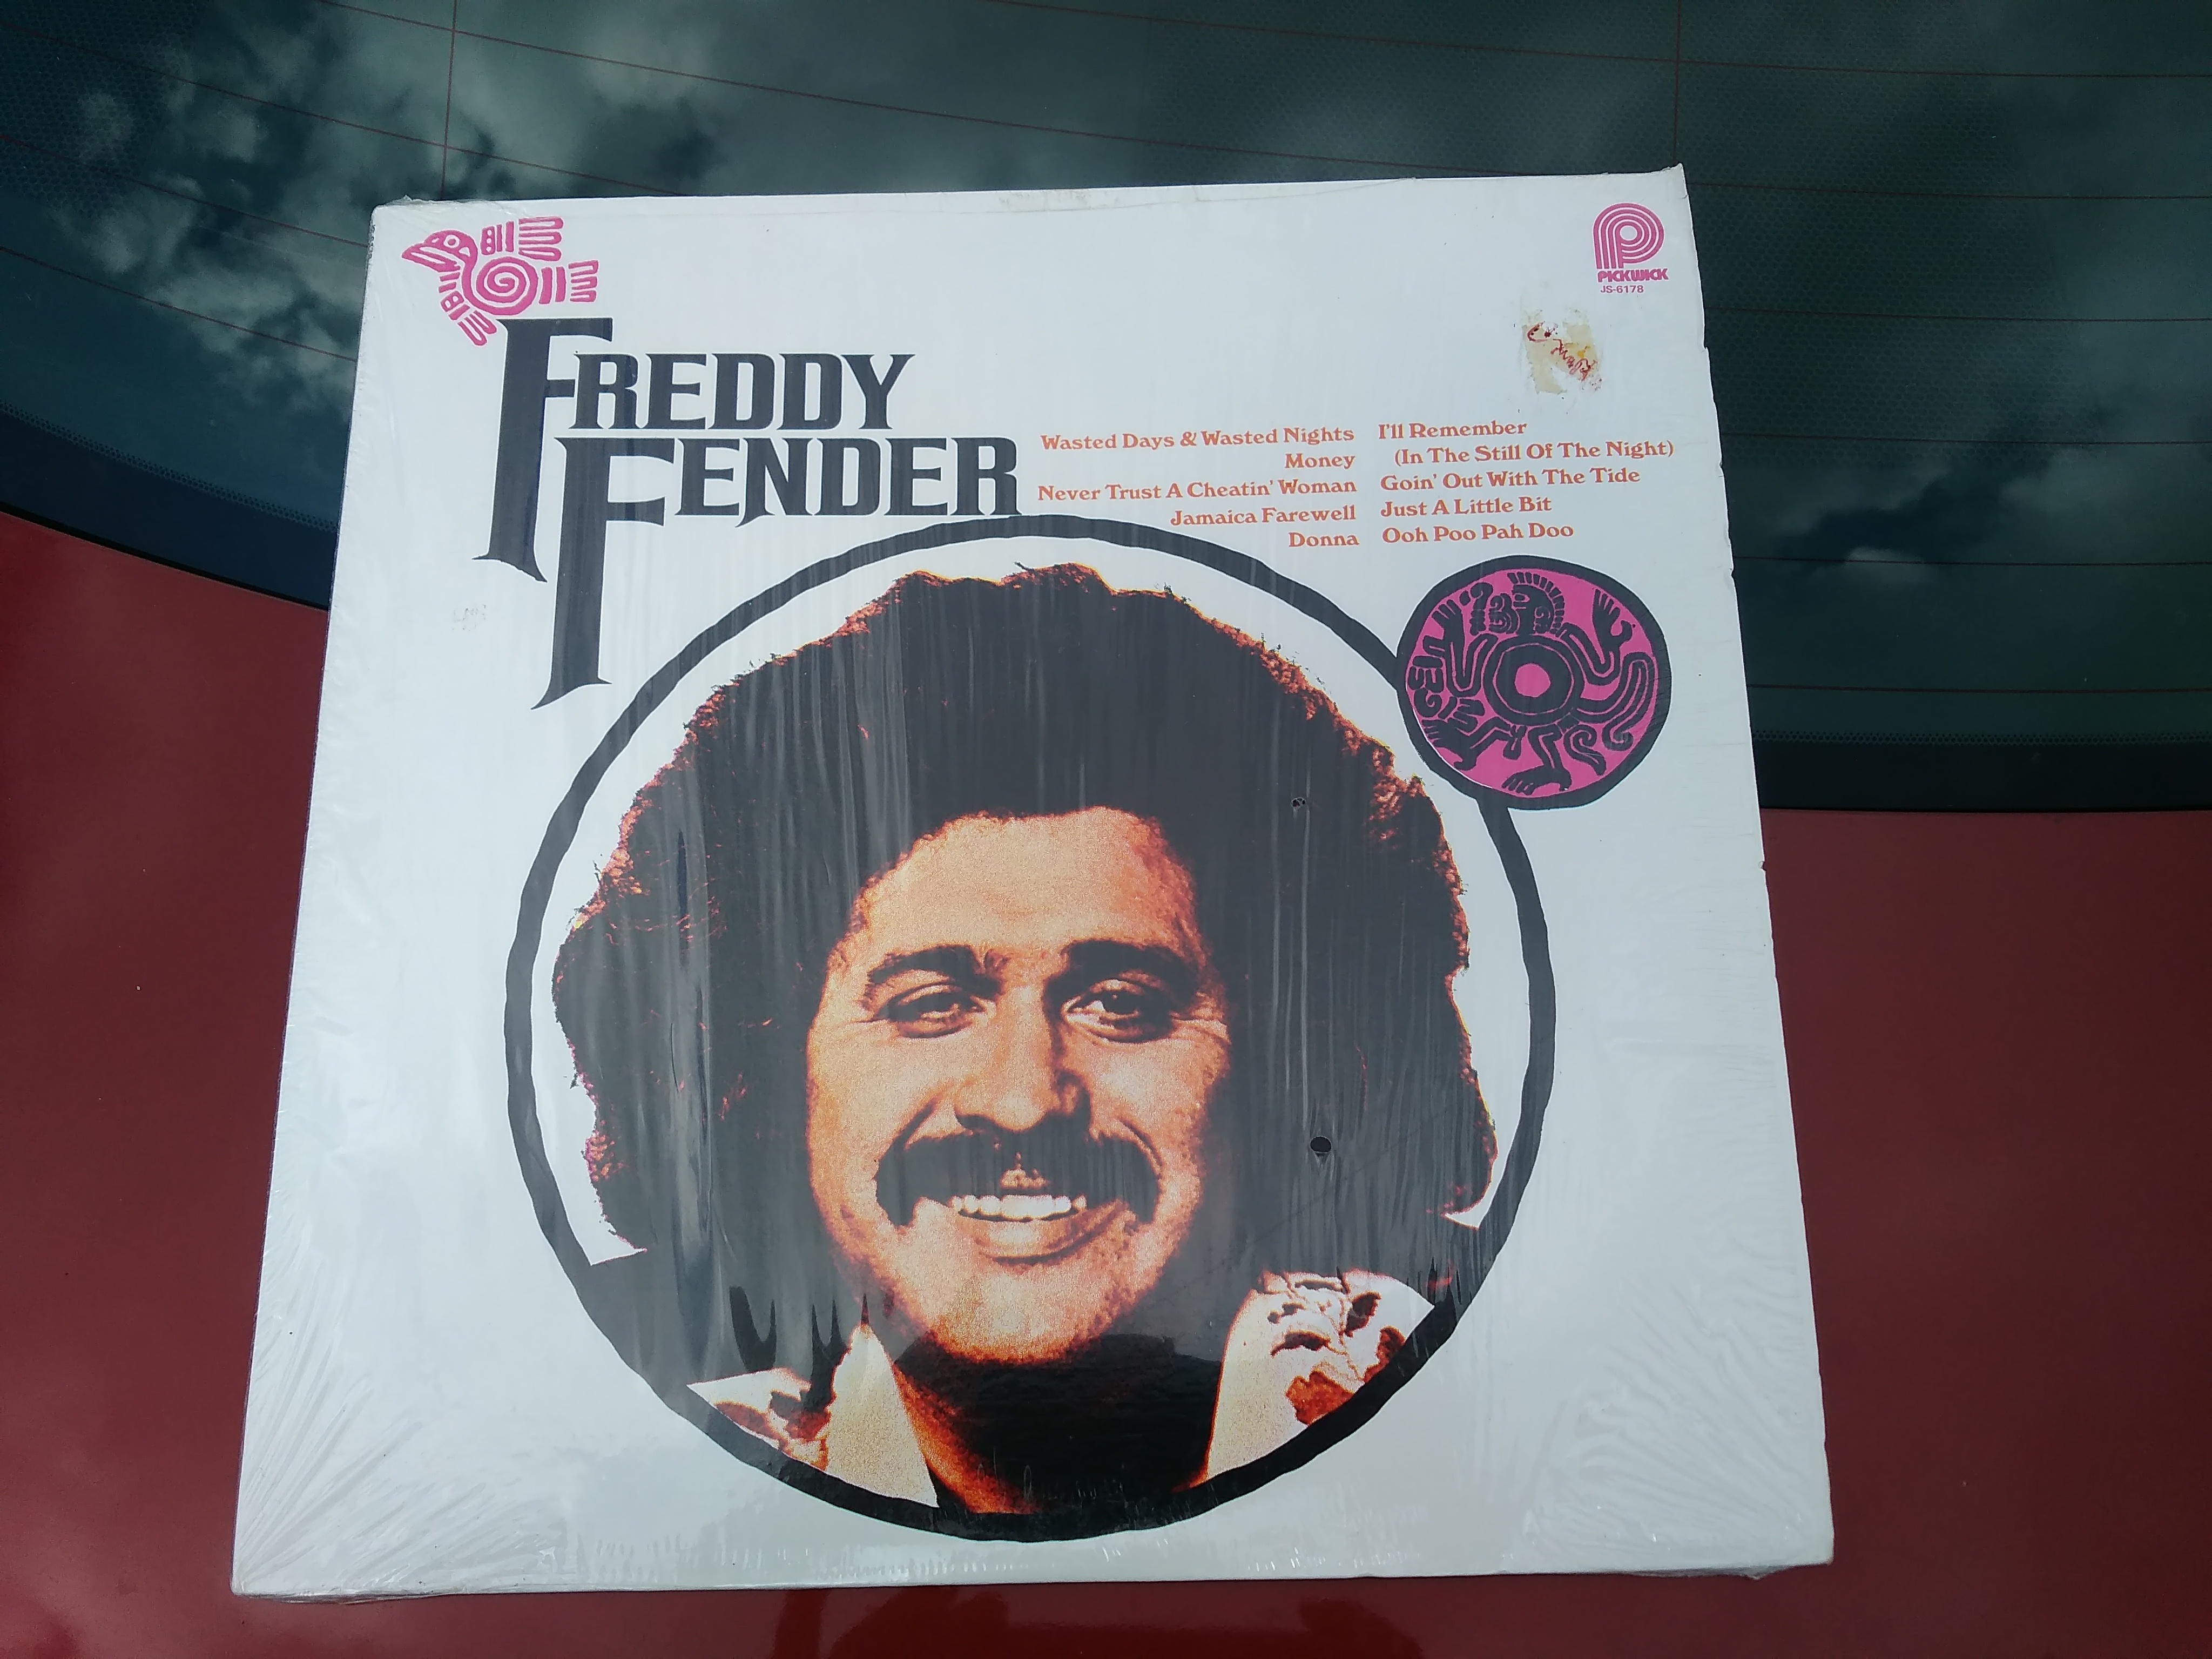 PICKWICK
JS-6178
FREDDY
FENDER
Wasted Days & Wasted Nights
Money
Never Trust A Cheatin' Woman
Jamaica Farewell
Donna
I'll Remember
(In The Still Of The Night)
Goin' Out With The Tide
Just A Little Bit
Ooh Poo Pah Doo